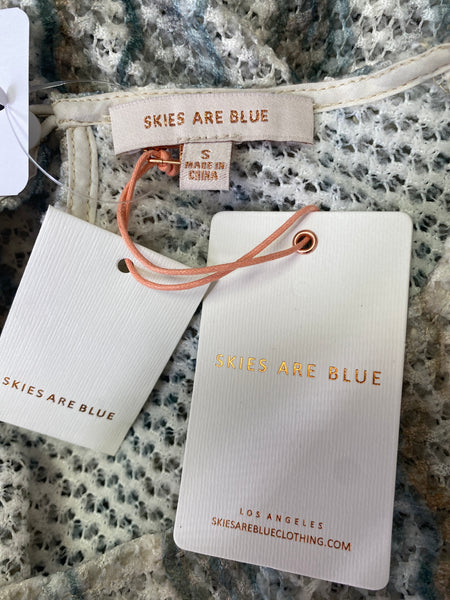 SKIES ARE BLUE
S
MADE IN
CHINA
SKIES ARE BLUE
SKIES ARE BLUE
LOS ANGELES
SKIESAREBLUECLOTHING.COM